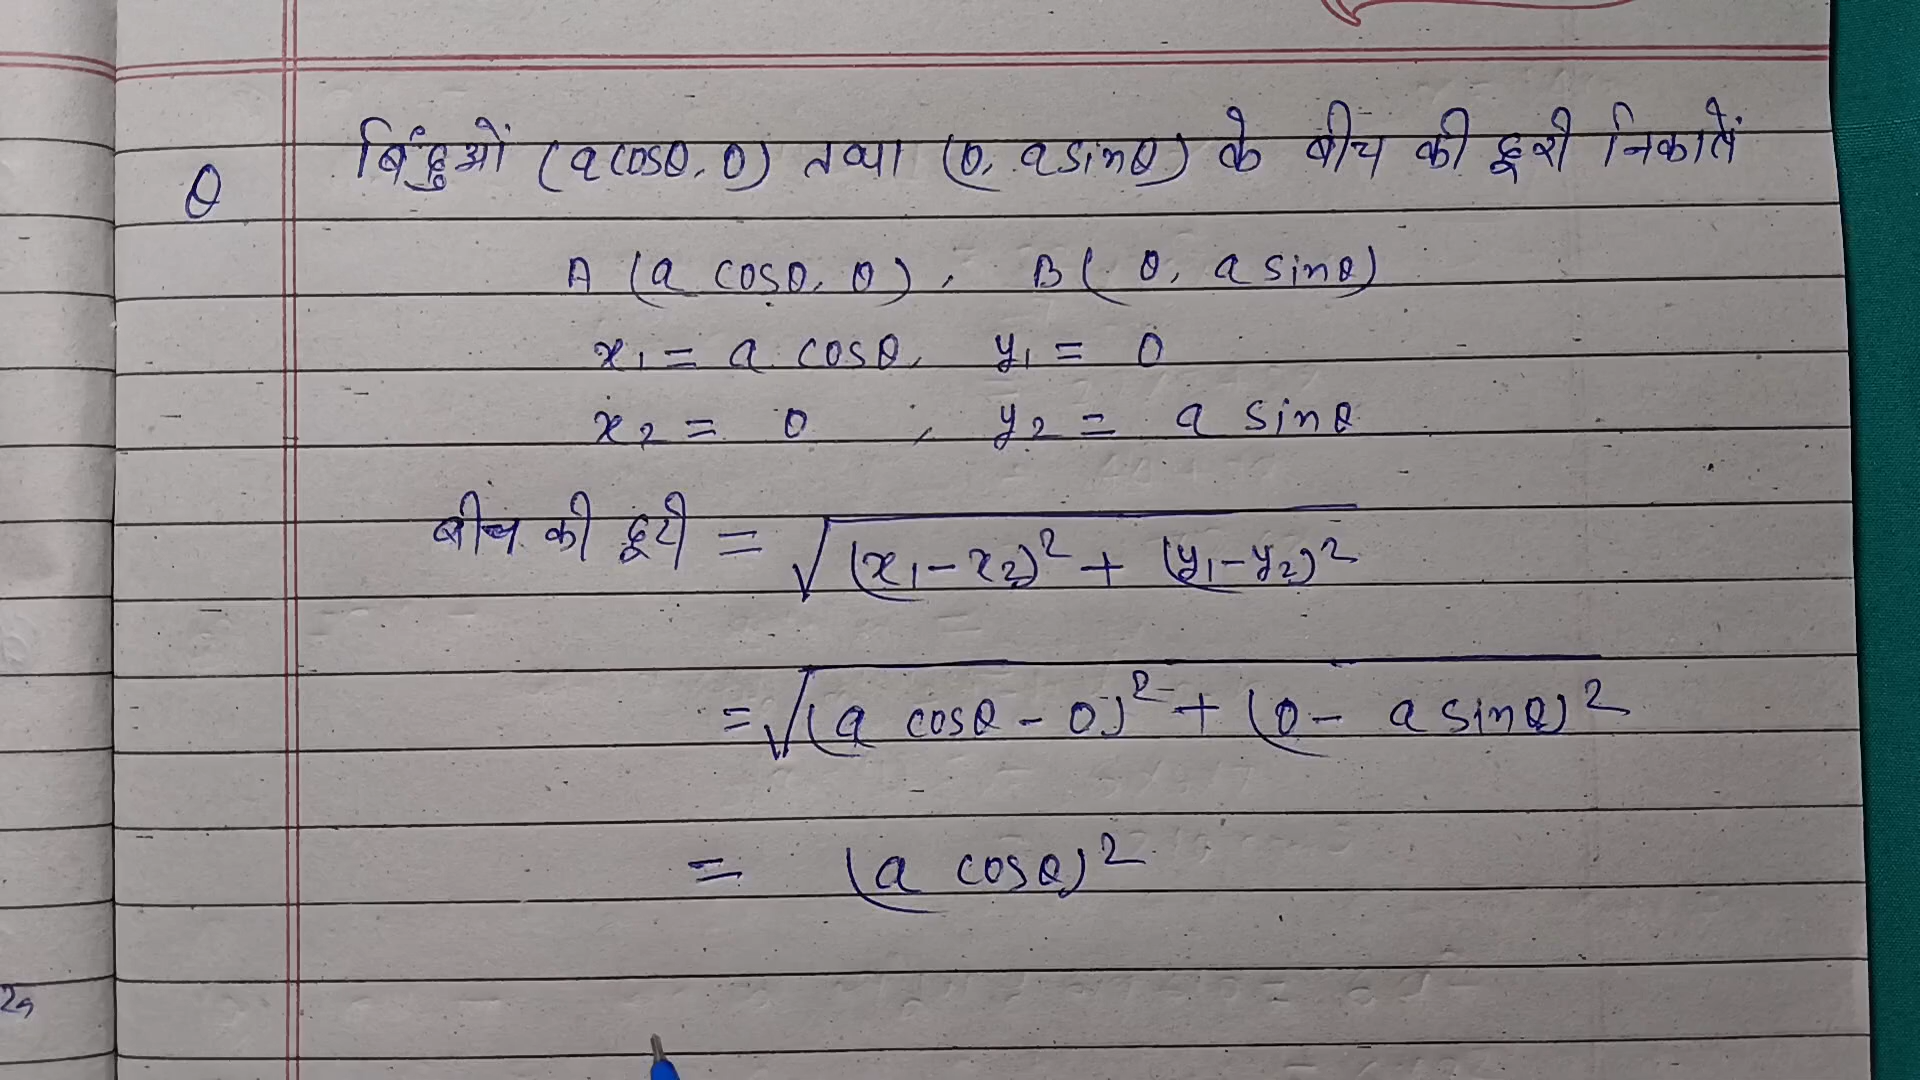 Q बिंदुओं (a cosθ, 0) तथा (0, a sinθ) के बीच की दूरी निकालें
A (a cosθ, 0), B( 0, a sinθ)
x₁ = a cosθ, y₁ = 0
x₂ = 0 , y₂ = a sinθ
बीच की दूरी = √(x₁-x₂)² + (y₁-y₂)²
= √(a cosθ - 0)² + (0 - a sinθ)²
= (a cosθ)²
29